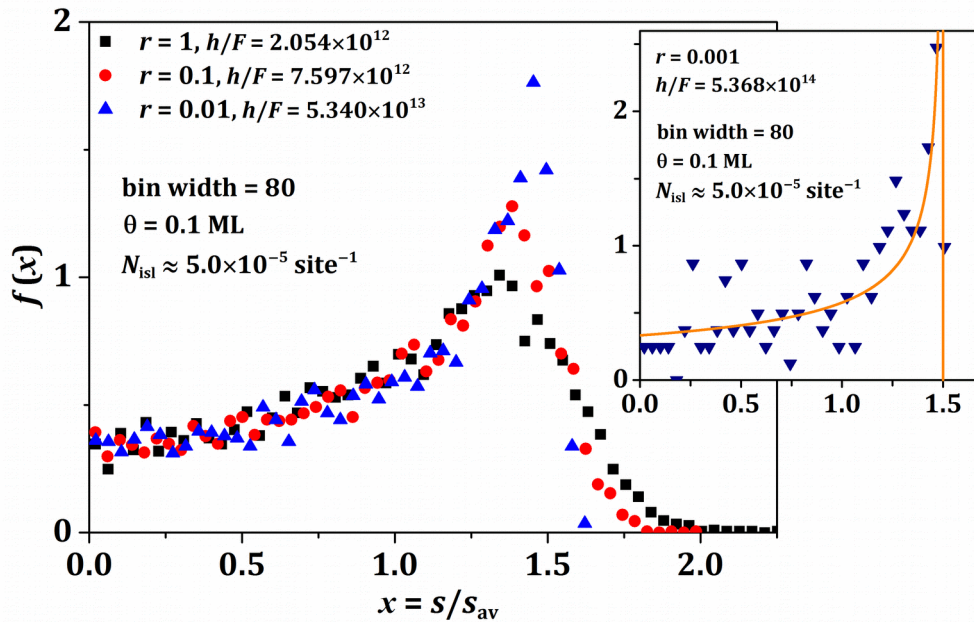 2
r = 1, h/F = 2.054×10¹²
r = 0.1, h/F = 7.597×10¹²
r = 0.01, h/F = 5.340×10¹³
bin width = 80
θ = 0.1 ML
N_isl ≈ 5.0×10⁻⁵ site⁻¹
f (x)
1
0
0.0 0.5 1.0 1.5 2.0
x = s/s_av
r = 0.001
h/F = 5.368×10¹⁴
bin width = 80
θ = 0.1 ML
N_isl ≈ 5.0×10⁻⁵ site⁻¹
2
1
0
0.0 0.5 1.0 1.5